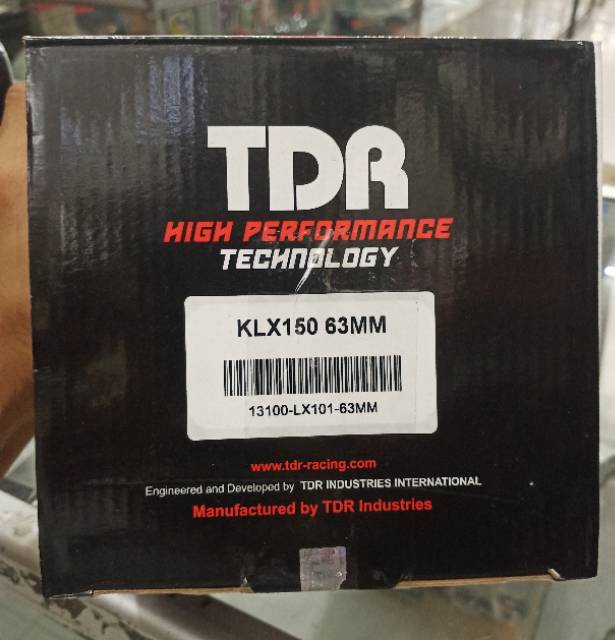 TDR
HIGH PERFORMANCE
TECHNOLOGY
KLX150 63MM
13100-LX101-63MM
www.tdr-racing.com
Engineered and Developed by TDR INDUSTRIES INTERNATIONAL
Manufactured by TDR Industries